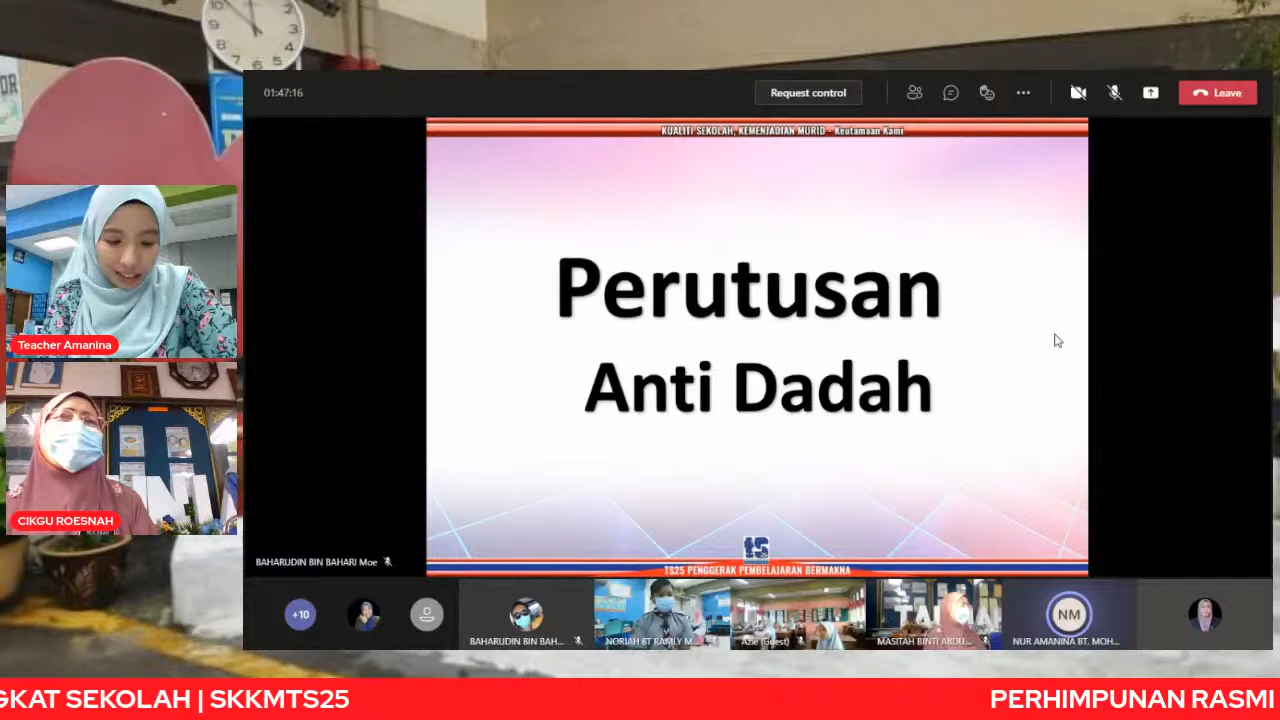 01:47:16
Request control
Leave
KUALITI SEKOLAH, KEMENJADIAN MURID - Keutamaan Kami
Perutusan
Anti Dadah
Teacher Amanina
CIKGU ROESNAH
BAHARUDIN BIN BAHARI Moe
TS25 PENGGERAK PEMBELAJARAN BERMAKNA
+10
BAHARUDIN BIN BAH...
NORIAH BT RAMLY M...
Azie (Guest)
MASITAH BINTI ABDU...
NM
NUR AMANINA BT. MOH...
GKAT SEKOLAH | SKKMTS25
PERHIMPUNAN RASMI